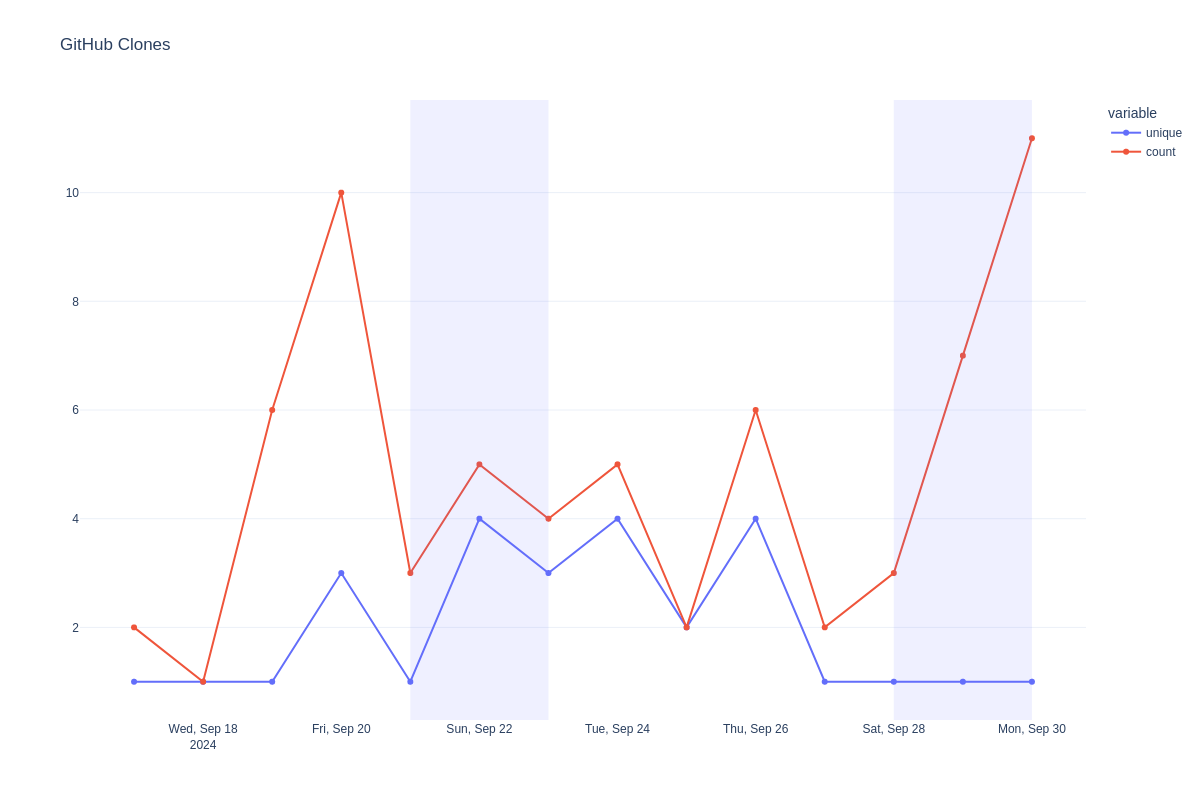 GitHub Clones
variable
unique
count
10
8
6
4
2
Wed, Sep 18
2024
Fri, Sep 20
Sun, Sep 22
Tue, Sep 24
Thu, Sep 26
Sat, Sep 28
Mon, Sep 30